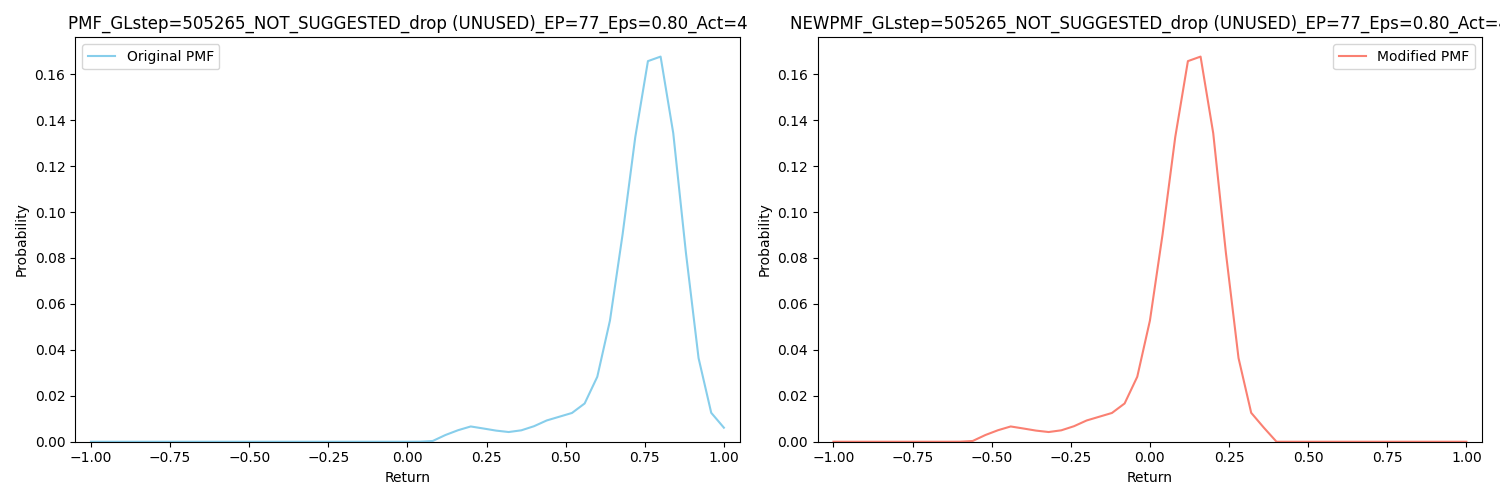 PMF_GLstep=505265_NOT_SUGGESTED_drop (UNUSED)_EP=77_Eps=0.80_Act=4
Original PMF
0.16
0.14
0.12
0.10
0.08
0.06
0.04
0.02
0.00
Probability
−1.00 −0.75 −0.50 −0.25 0.00 0.25 0.50 0.75 1.00
Return
NEWPMF_GLstep=505265_NOT_SUGGESTED_drop (UNUSED)_EP=77_Eps=0.80_Act=
Modified PMF
0.16
0.14
0.12
0.10
0.08
0.06
0.04
0.02
0.00
Probability
−1.00 −0.75 −0.50 −0.25 0.00 0.25 0.50 0.75 1.00
Return